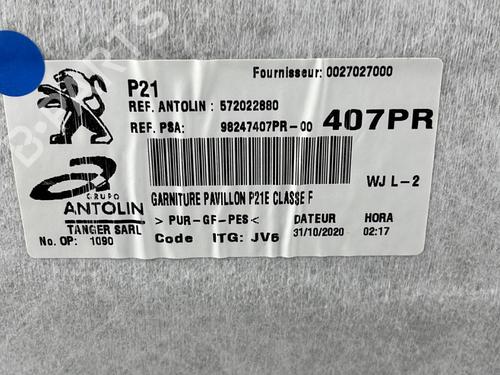 Fournisseur: 0027027000
P21
REF. ANTOLIN: 572022880
REF. PSA: 98247407PR-00 407PR
GARNITURE PAVILLON P21E CLASSE F
WJ L-2
GRUPO
ANTOLIN
TANGER SARL
> PUR-GF-PES <
DATEUR HORA
No. OP: 1090 Code ITG: JV6 31/10/2020 02:17
B-PARTS